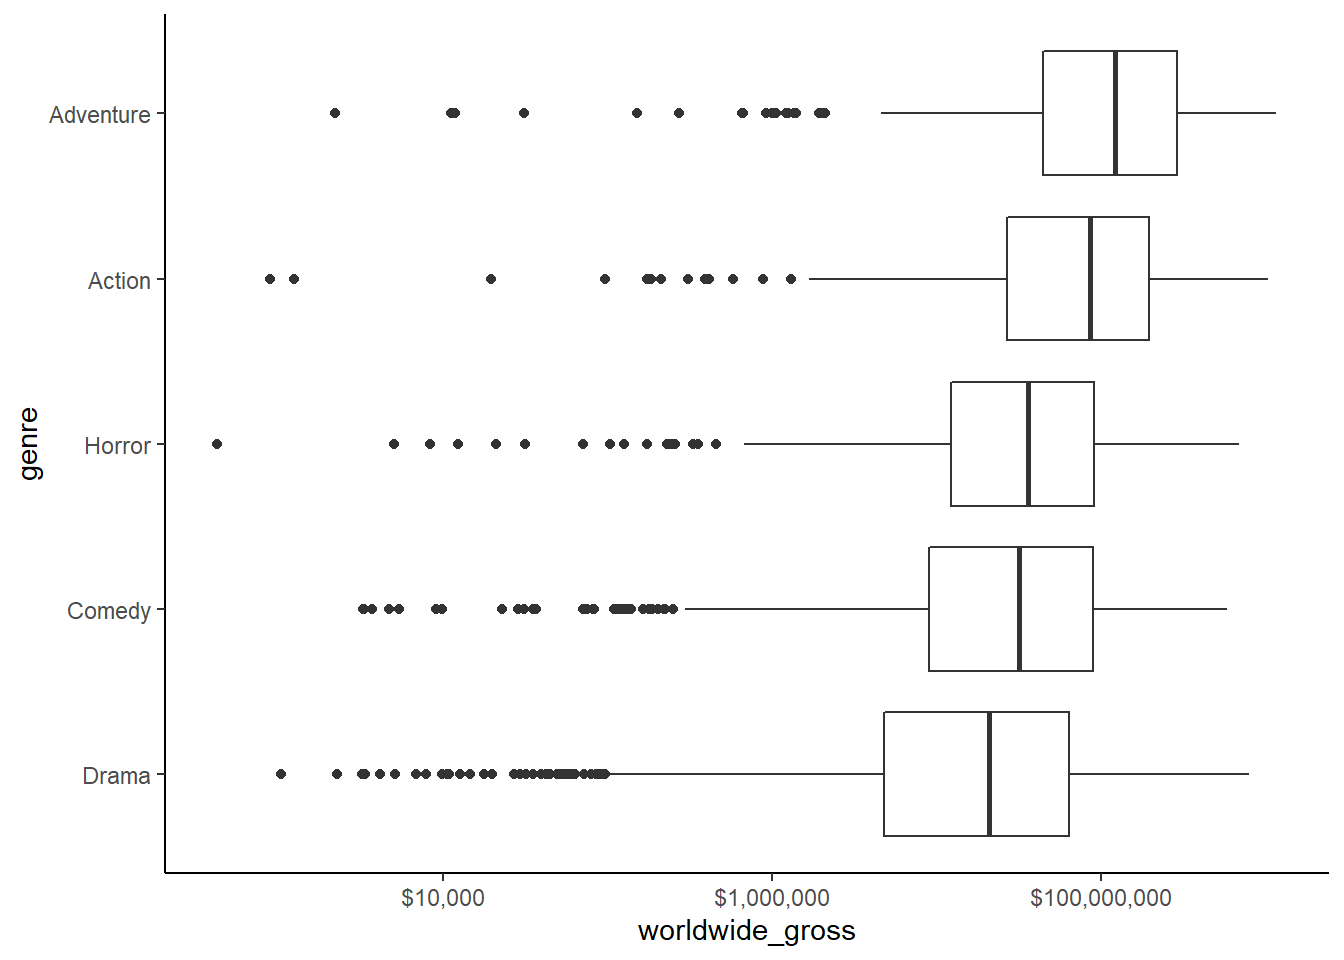 Adventure
Action
Horror
Comedy
Drama
genre
$10,000
$1,000,000
$100,000,000
worldwide_gross